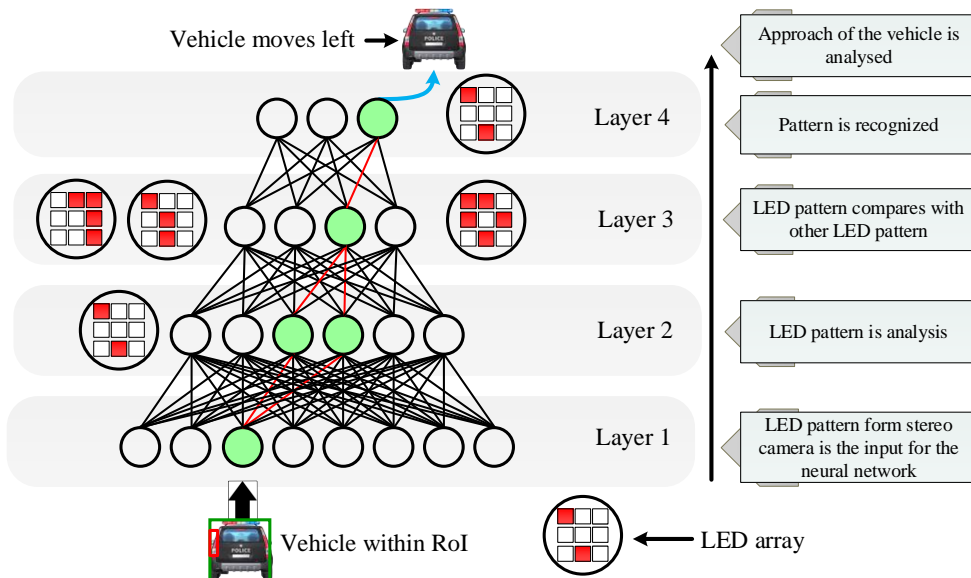 Vehicle moves left
POLICE
Approach of the vehicle is
analysed
Layer 4
Pattern is recognized
Layer 3
LED pattern compares with
other LED pattern
Layer 2
LED pattern is analysis
Layer 1
LED pattern form stereo
camera is the input for the
neural network
POLICE
Vehicle within RoI
LED array